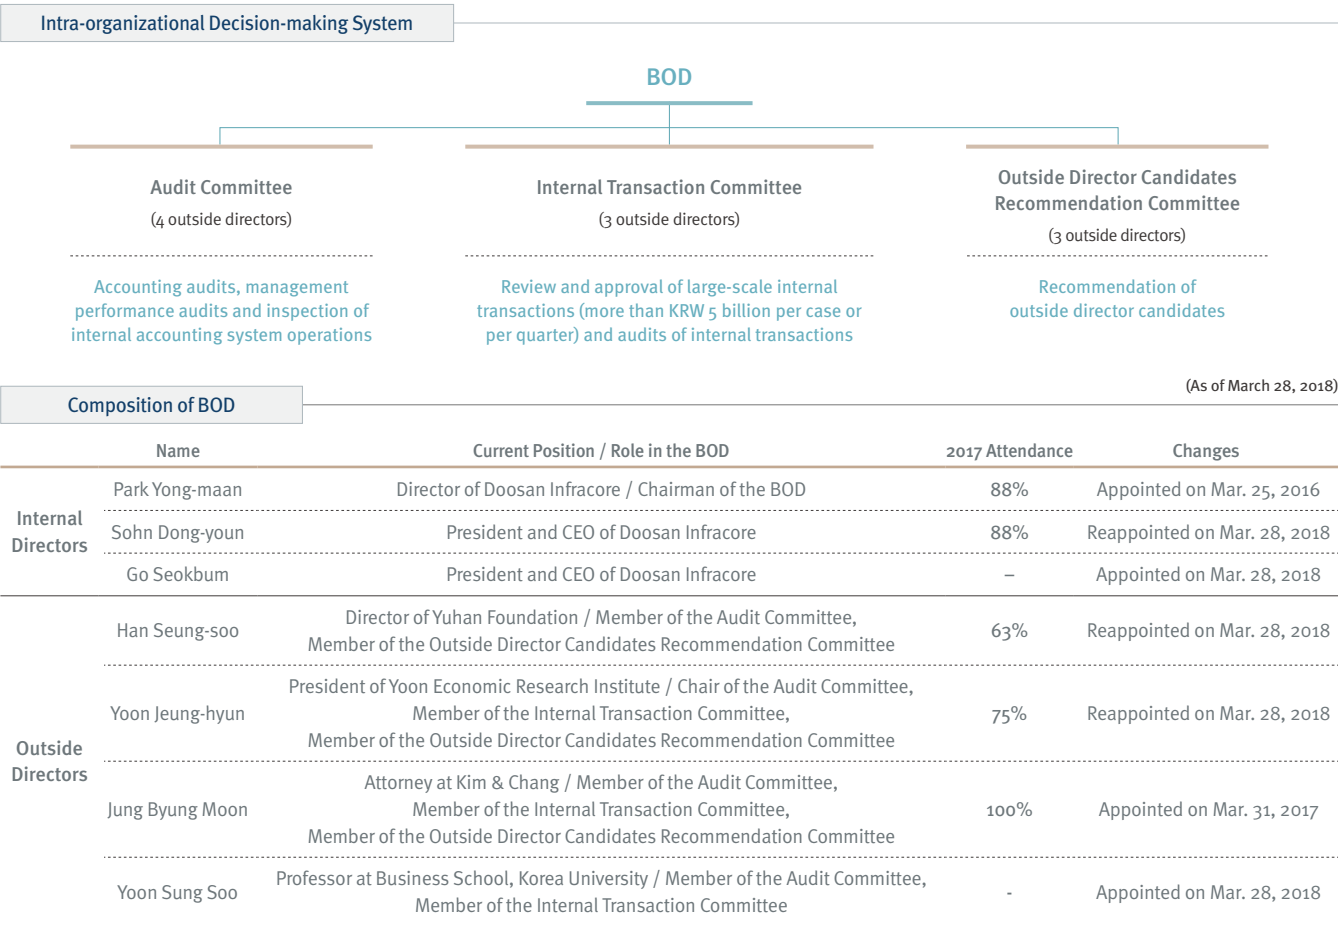 Intra-organizational Decision-making System
BOD
Audit Committee
(4 outside directors)
Accounting audits, management
performance audits and inspection of
internal accounting system operations
Internal Transaction Committee
(3 outside directors)
Review and approval of large-scale internal
transactions (more than KRW 5 billion per case or
per quarter) and audits of internal transactions
Outside Director Candidates
Recommendation Committee
(3 outside directors)
Recommendation of
outside director candidates
(As of March 28, 2018)
Composition of BOD
Name Current Position / Role in the BOD 2017 Attendance Changes
Internal
Directors
Park Yong-maan Director of Doosan Infracore / Chairman of the BOD 88% Appointed on Mar. 25, 2016
Sohn Dong-youn President and CEO of Doosan Infracore 88% Reappointed on Mar. 28, 2018
Go Seokbum President and CEO of Doosan Infracore – Appointed on Mar. 28, 2018
Outside
Directors
Han Seung-soo Director of Yuhan Foundation / Member of the Audit Committee,
Member of the Outside Director Candidates Recommendation Committee 63% Reappointed on Mar. 28, 2018
President of Yoon Economic Research Institute / Chair of the Audit Committee,
Yoon Jeung-hyun Member of the Internal Transaction Committee, 75% Reappointed on Mar. 28, 2018
Member of the Outside Director Candidates Recommendation Committee
Attorney at Kim & Chang / Member of the Audit Committee,
Jung Byung Moon Member of the Internal Transaction Committee, 100% Appointed on Mar. 31, 2017
Member of the Outside Director Candidates Recommendation Committee
Yoon Sung Soo Professor at Business School, Korea University / Member of the Audit Committee,
Member of the Internal Transaction Committee - Appointed on Mar. 28, 2018